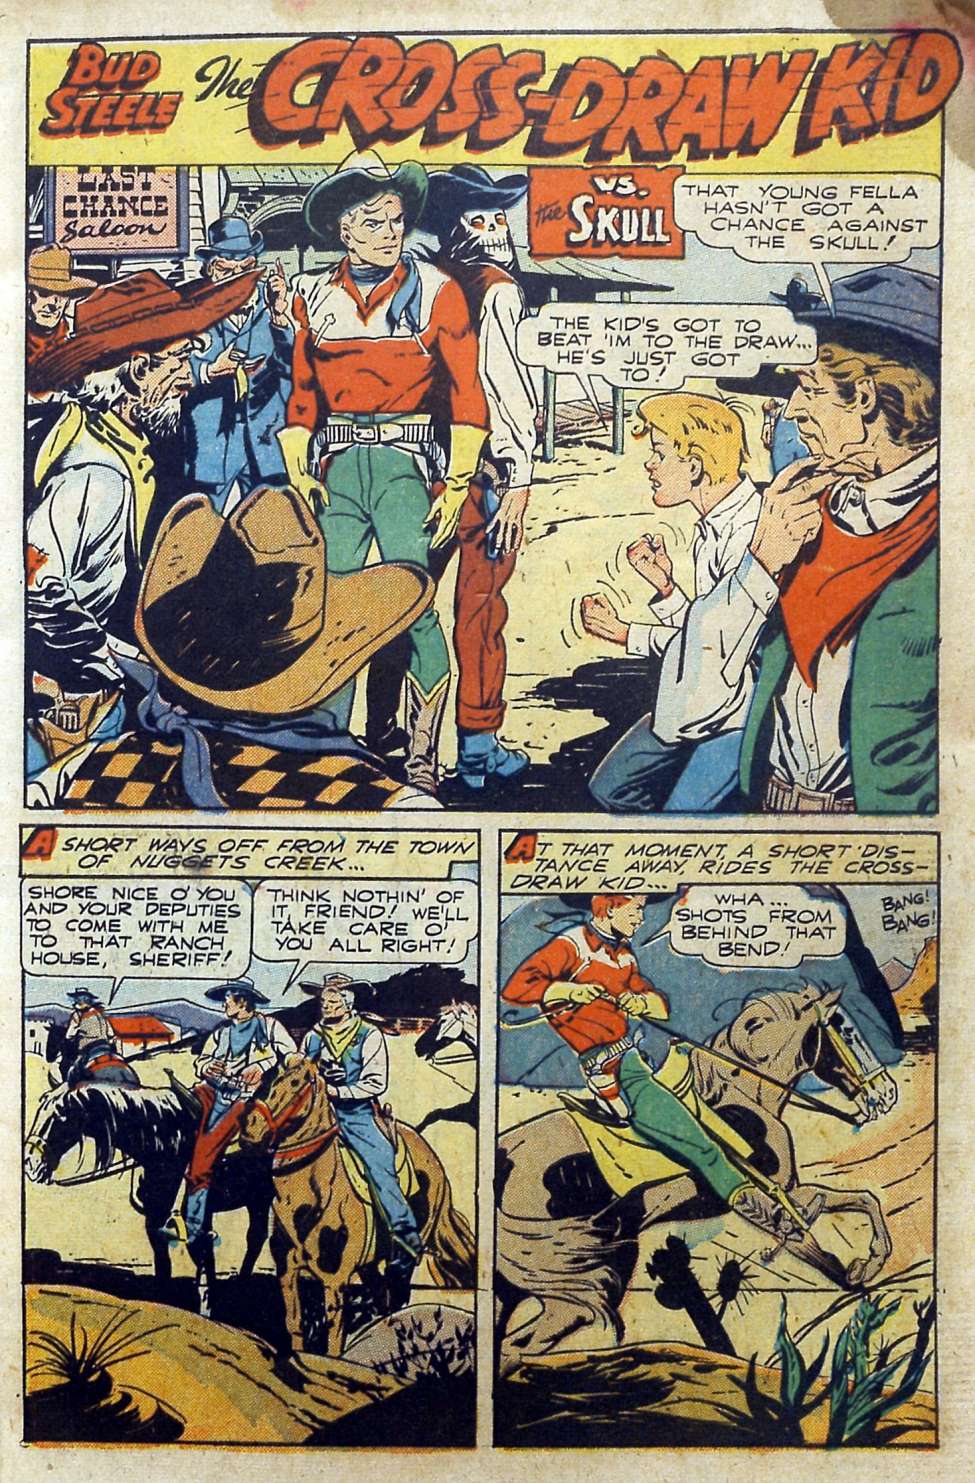 BUD
STEELE
The CROSS-DRAW KID
VS.
the SKULL
LAST
CHANCE
Saloon
THAT YOUNG FELLA
HASN'T GOT A
CHANCE AGAINST
THE SKULL!
THE KID'S GOT TO
BEAT 'IM TO THE DRAW...
HE'S JUST GOT
TO!
A SHORT WAYS OFF FROM THE TOWN
OF NUGGETS CREEK...
SHORE NICE O' YOU
AND YOUR DEPUTIES
TO COME WITH ME
TO THAT RANCH
HOUSE, SHERIFF!
THINK NOTHIN' OF
IT, FRIEND! WE'LL
TAKE CARE O'
YOU ALL RIGHT!
AT THAT MOMENT, A SHORT DIS-
TANCE AWAY, RIDES THE CROSS-
DRAW KID...
WHA...
SHOTS FROM
BEHIND THAT
BEND!
BANG!
BANG!